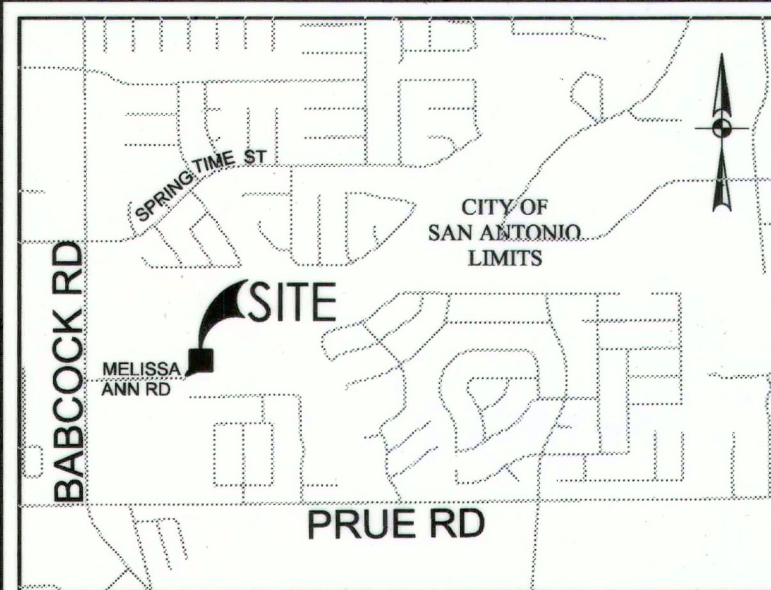 SPRING TIME ST
CITY OF
SAN ANTONIO
LIMITS
BABCOCK RD
SITE
MELISSA
ANN RD
PRUE RD